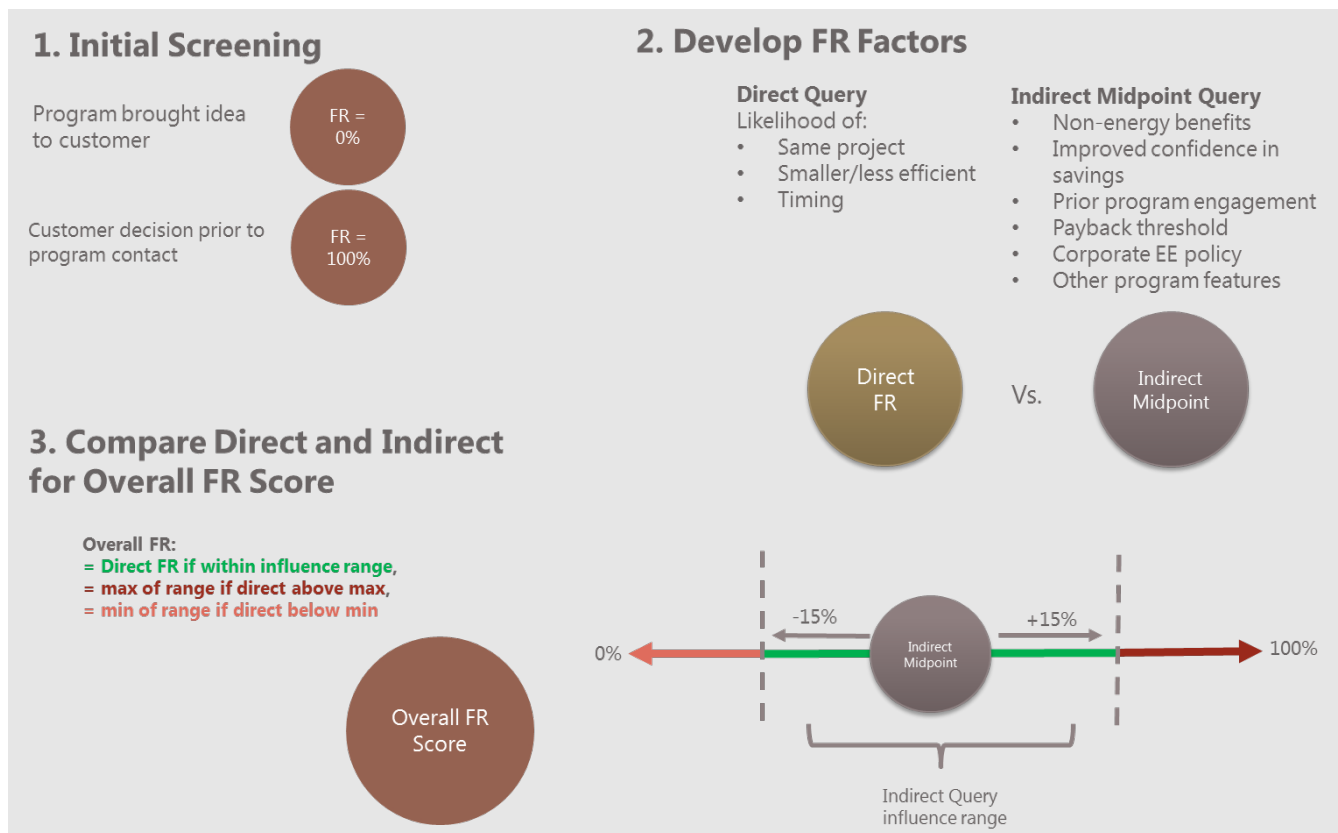 1. Initial Screening
Program brought idea
to customer
FR =
0%
Customer decision prior to
program contact
FR =
100%
2. Develop FR Factors
Direct Query
Likelihood of:
• Same project
• Smaller/less efficient
• Timing
Indirect Midpoint Query
• Non-energy benefits
• Improved confidence in
savings
• Prior program engagement
• Payback threshold
• Corporate EE policy
• Other program features
Direct
FR
Vs.
Indirect
Midpoint
3. Compare Direct and Indirect
for Overall FR Score
Overall FR:
= Direct FR if within influence range,
= max of range if direct above max,
= min of range if direct below min
Overall FR
Score
0%
-15%
Indirect
Midpoint
+15%
100%
Indirect Query
influence range